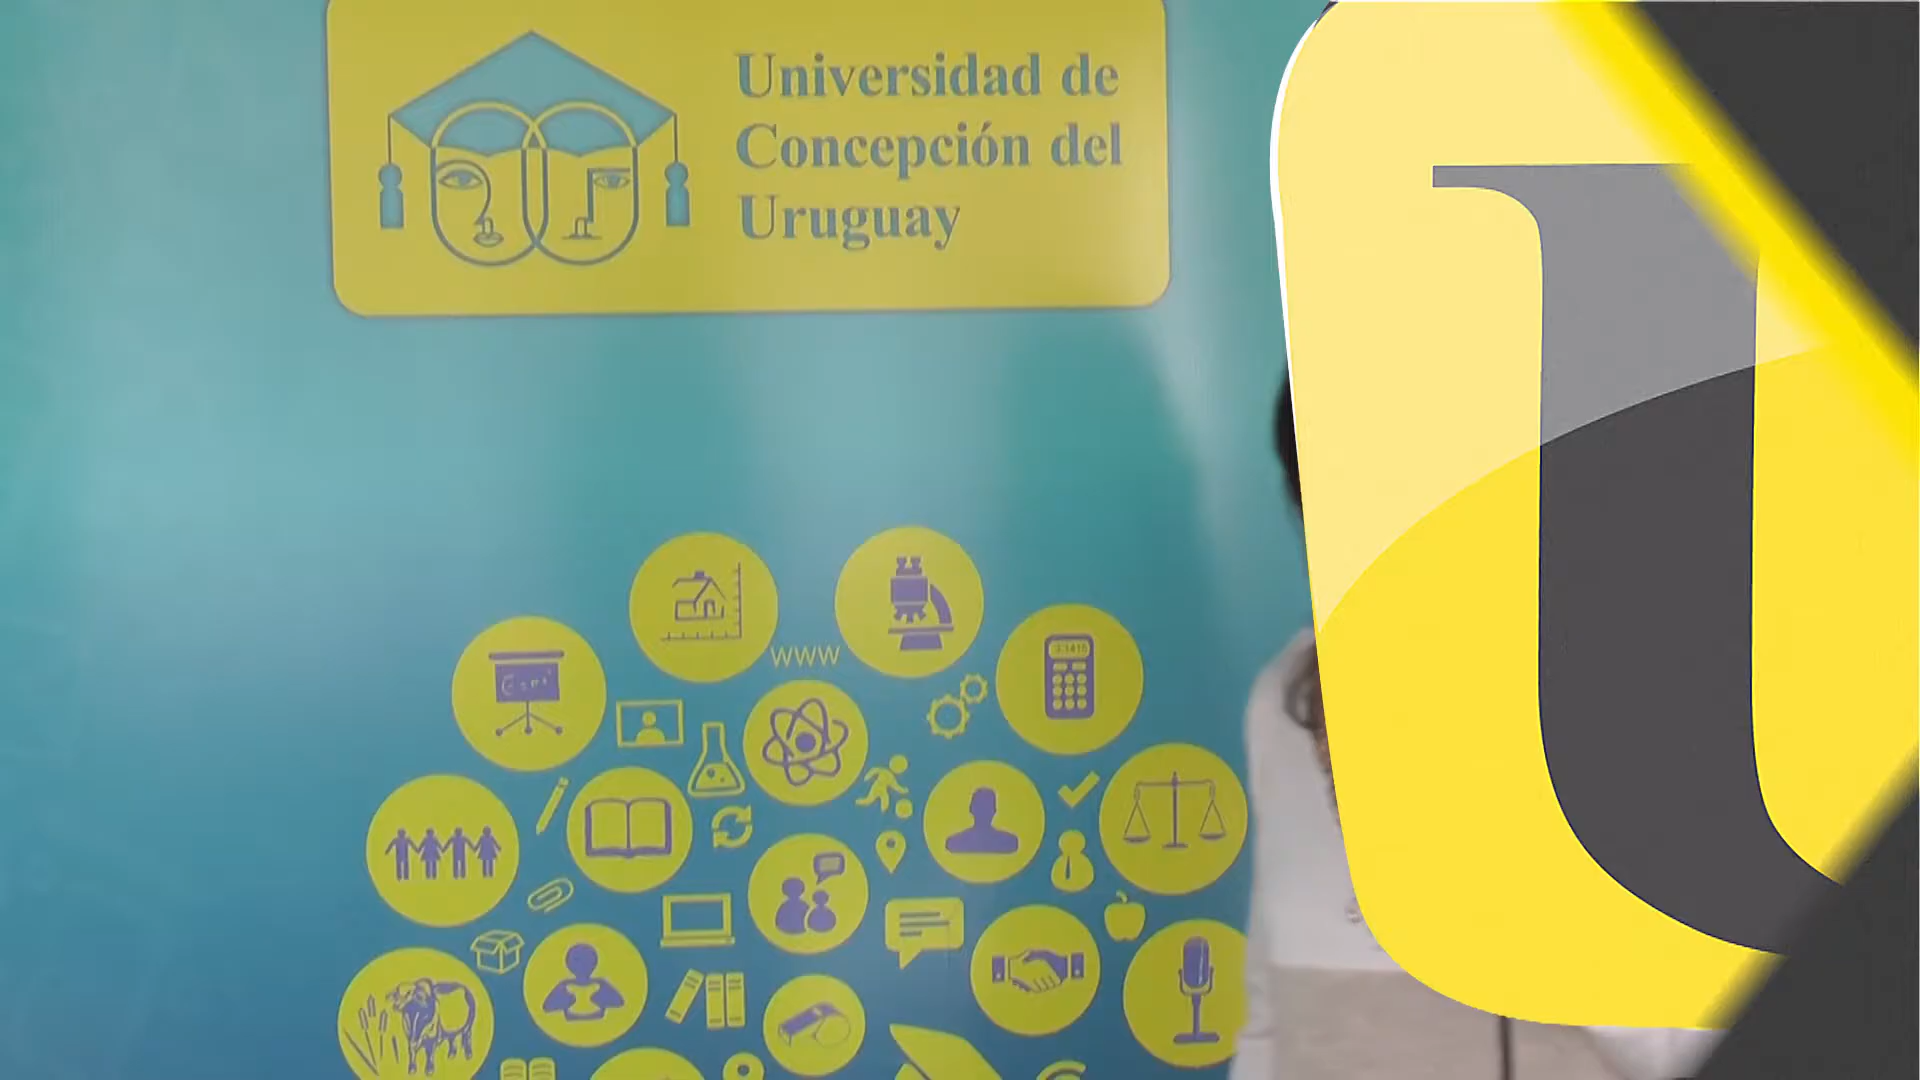 Universidad de
Concepción del
Uruguay
www
U